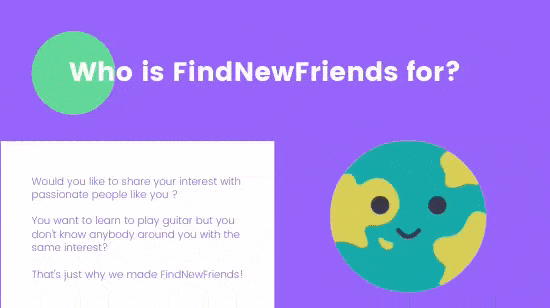 Who is FindNewFriends for?
Would you like to share your interest with
passionate people like you ?
You want to learn to play guitar but you
don't know anybody around you with the
same interest?
That's just why we made FindNewFriends!